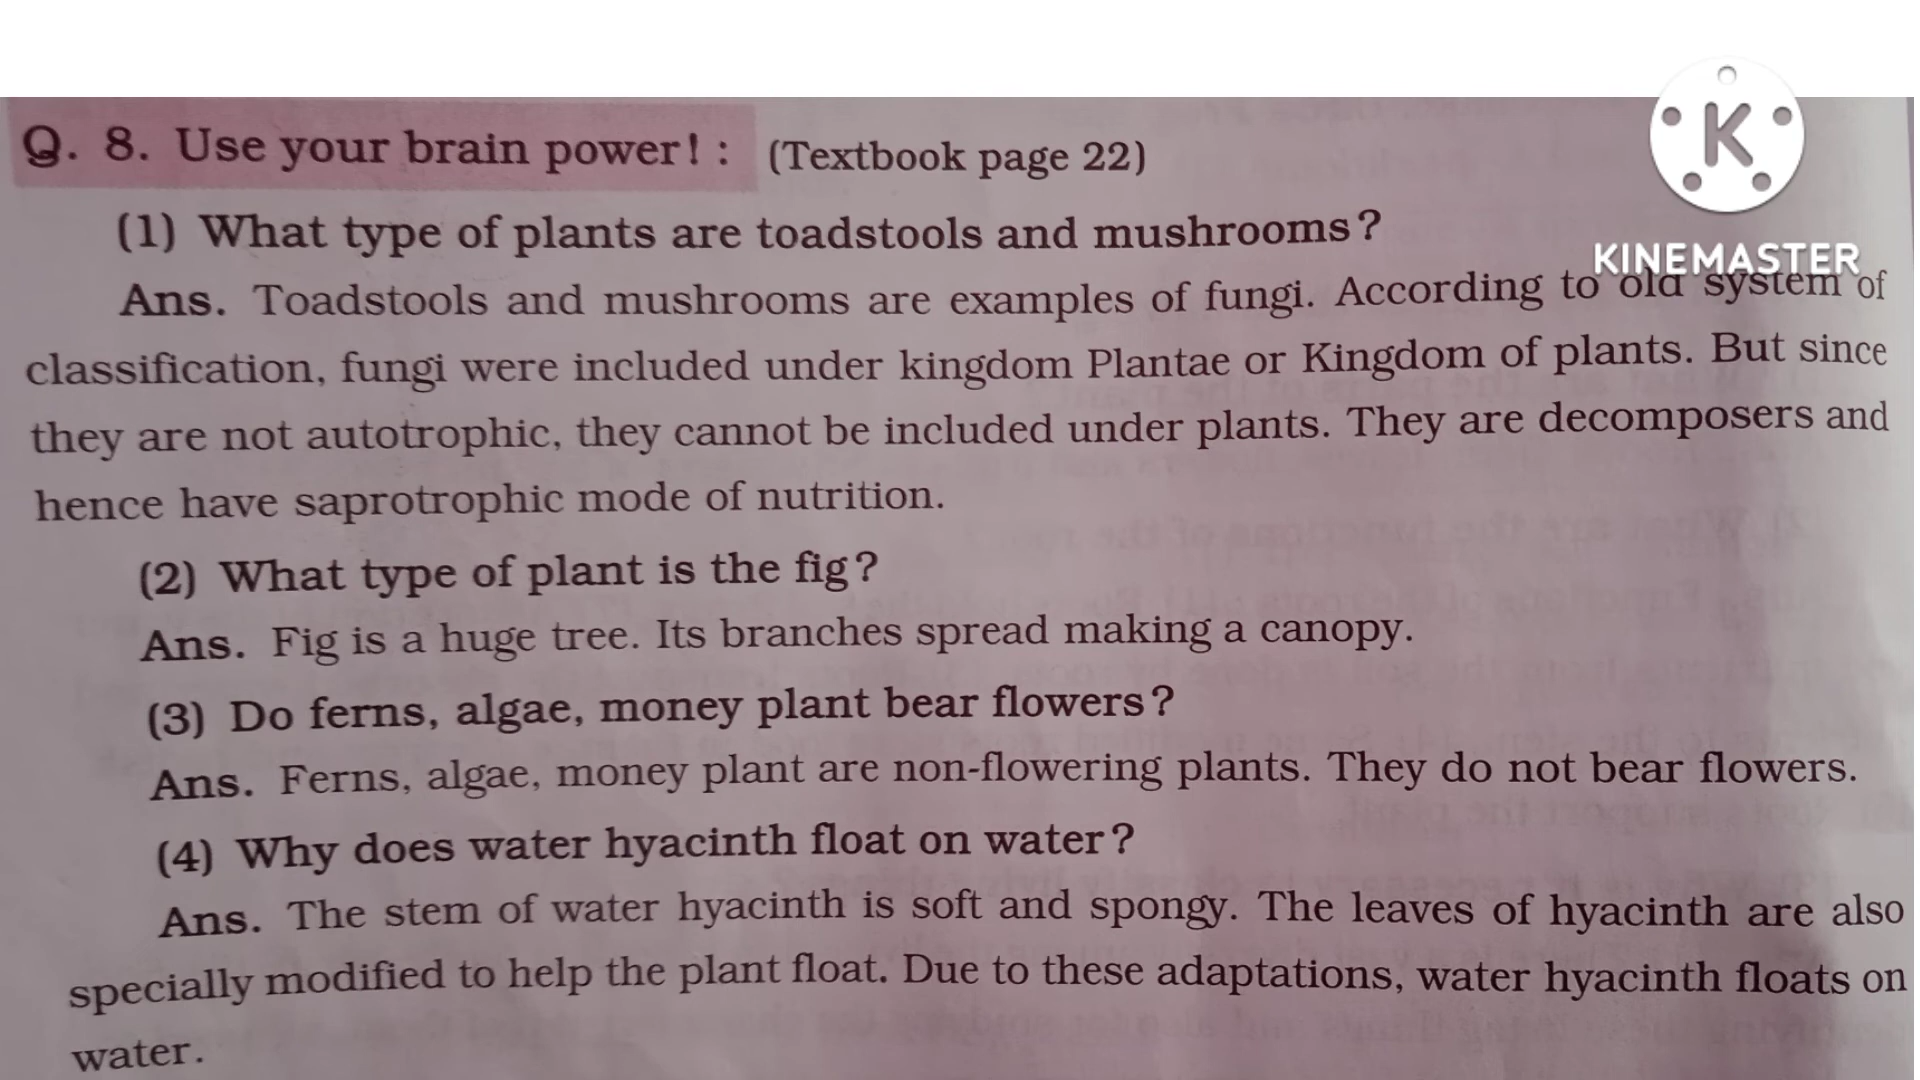 K
KINEMASTER
Q. 8. Use your brain power! : (Textbook page 22)
(1) What type of plants are toadstools and mushrooms?
Ans. Toadstools and mushrooms are examples of fungi. According to old system of
classification, fungi were included under kingdom Plantae or Kingdom of plants. But since
they are not autotrophic, they cannot be included under plants. They are decomposers and
hence have saprotrophic mode of nutrition.
(2) What type of plant is the fig?
Ans. Fig is a huge tree. Its branches spread making a canopy.
(3) Do ferns, algae, money plant bear flowers?
Ans. Ferns, algae, money plant are non-flowering plants. They do not bear flowers.
(4) Why does water hyacinth float on water?
Ans. The stem of water hyacinth is soft and spongy. The leaves of hyacinth are also
specially modified to help the plant float. Due to these adaptations, water hyacinth floats on
water.